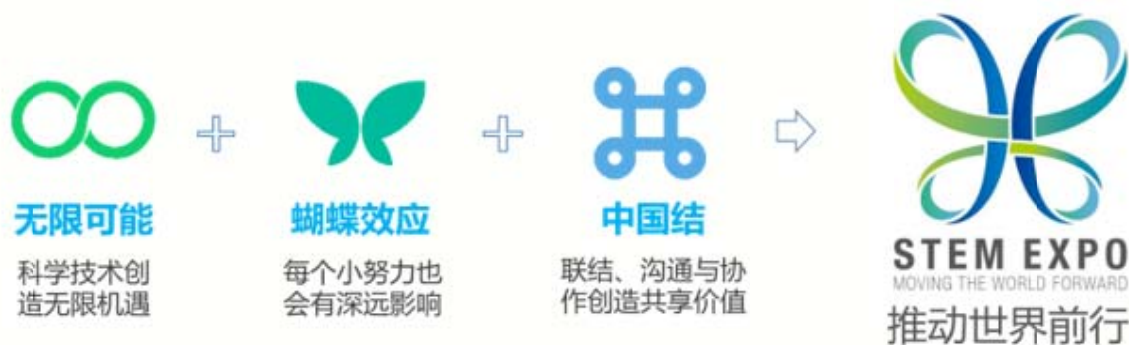 无限可能
科学技术创
造无限机遇
蝴蝶效应
每个小努力也
会有深远影响
中国结
联结、沟通与协
作创造共享价值
STEM EXPO
MOVING THE WORLD FORWARD
推动世界前行